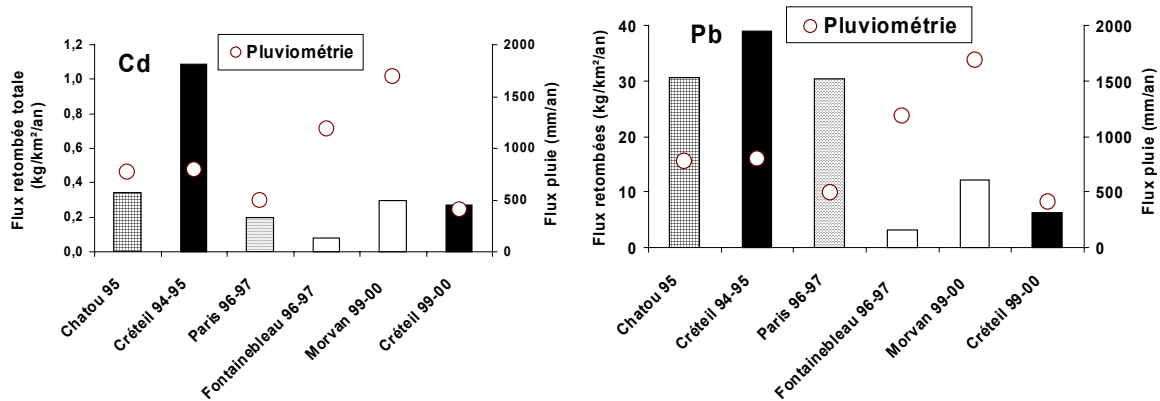 Cd
Pluviométrie
Flux retombée totale
(kg/km²/an)
1,2
1,0
0,8
0,6
0,4
0,2
0,0
2000
1500
1000
500
0
Flux pluie (mm/an)
Chatou 95
Créteil 94-95
Paris 96-97
Fontainebleau 96-97
Morvan 99-00
Créteil 99-00
Pb
Pluviométrie
Flux retombées (kg/km²/an)
40
30
20
10
0
2000
1500
1000
500
0
Flux pluie (mm/an)
Chatou 95
Créteil 94-95
Paris 96-97
Fontainebleau 96-97
Morvan 99-00
Créteil 99-00